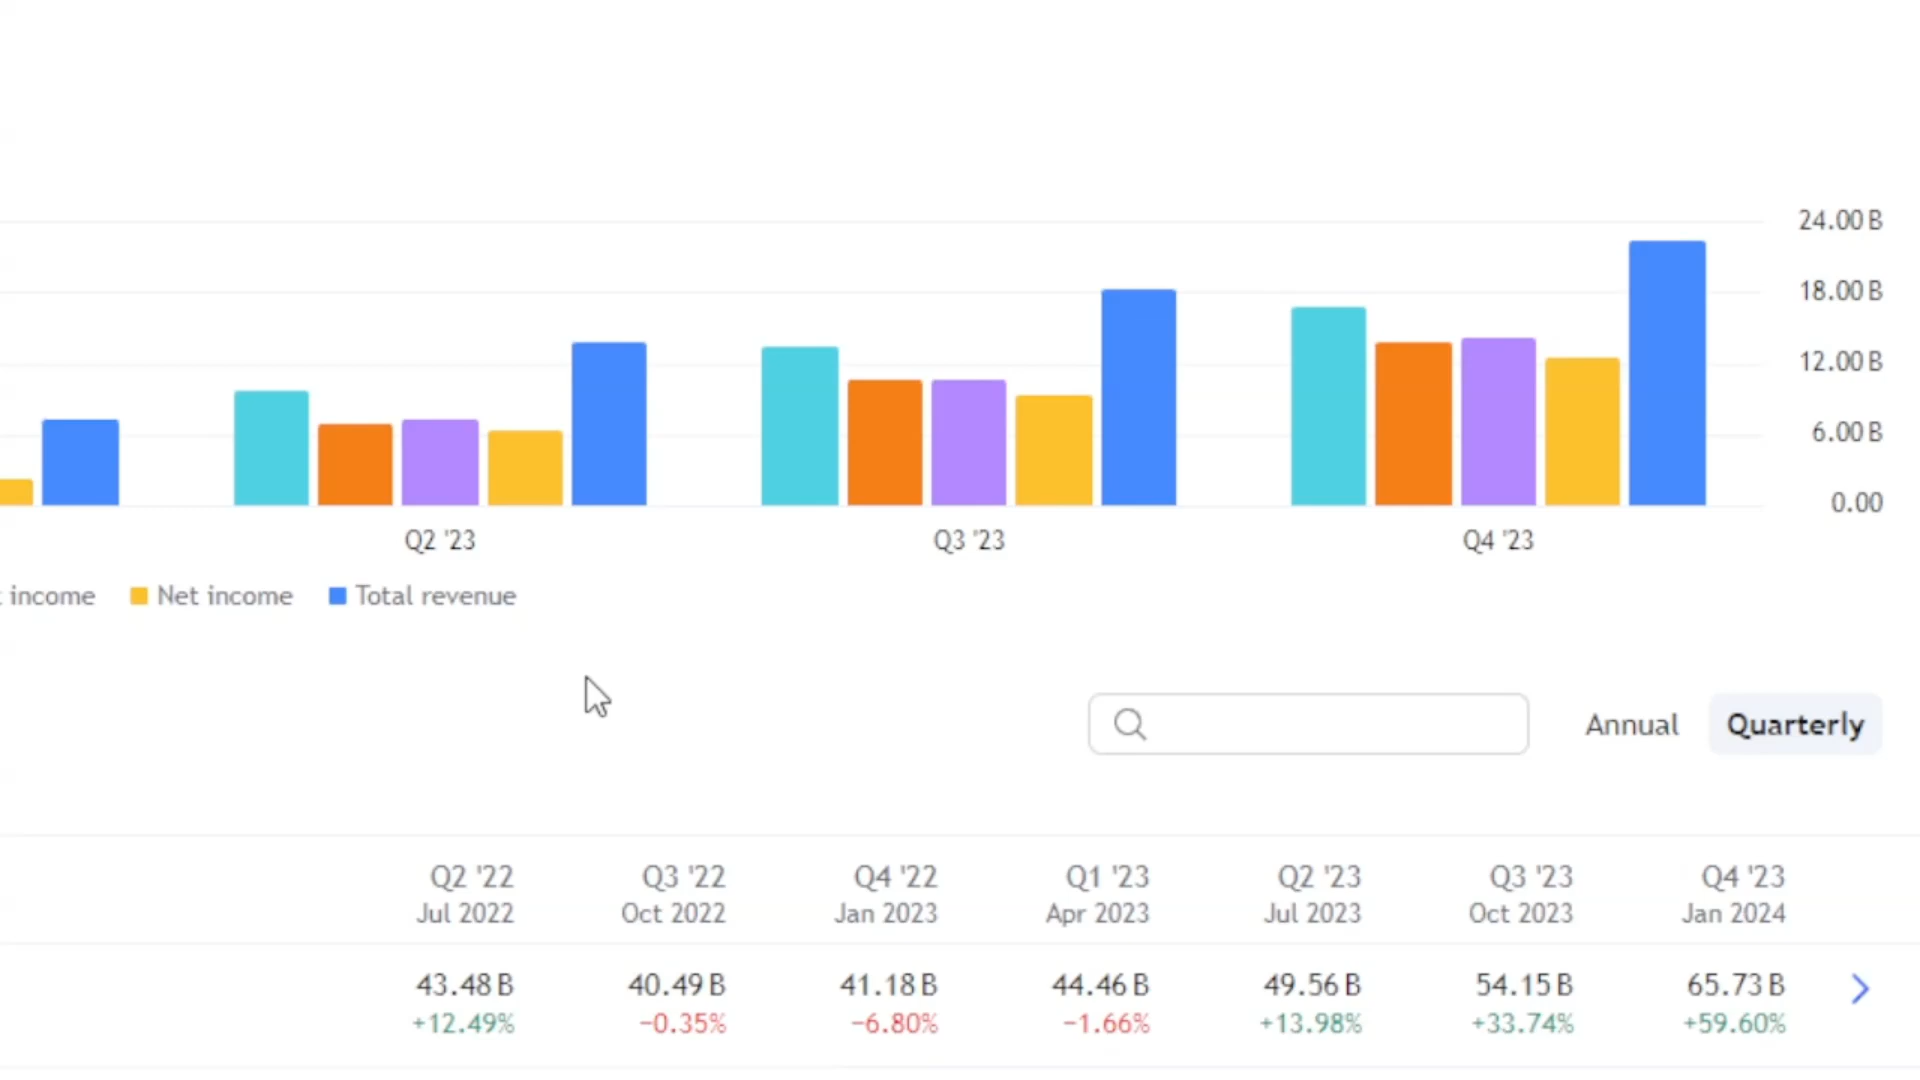 24.00 B
18.00 B
12.00 B
6.00 B
0.00
Q2 '23 Q3 '23 Q4 '23
income Net income Total revenue
Annual Quarterly
Q2 '22 Q3 '22 Q4 '22 Q1 '23 Q2 '23 Q3 '23 Q4 '23
Jul 2022 Oct 2022 Jan 2023 Apr 2023 Jul 2023 Oct 2023 Jan 2024
43.48 B 40.49 B 41.18 B 44.46 B 49.56 B 54.15 B 65.73 B
+12.49% −0.35% −6.80% −1.66% +13.98% +33.74% +59.60%